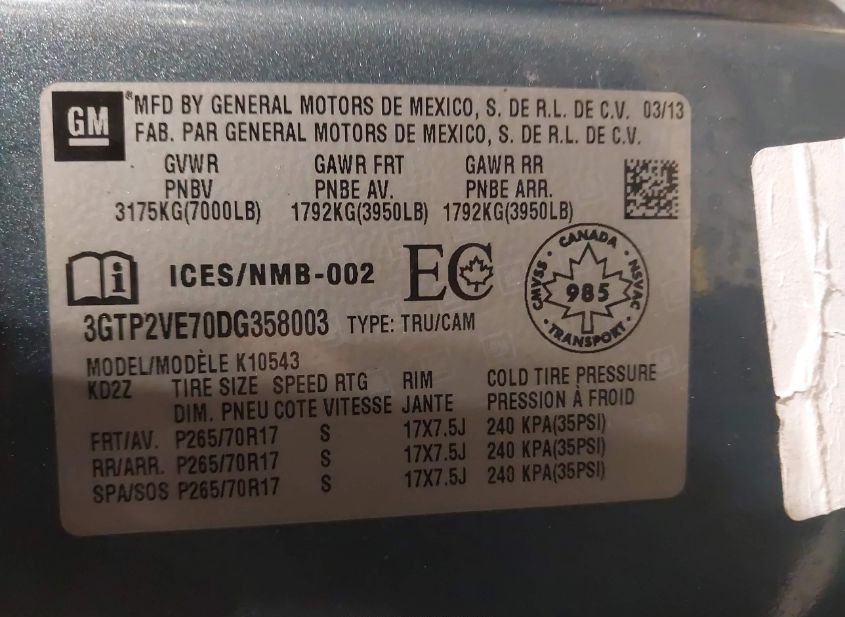 GM
MFD BY GENERAL MOTORS DE MEXICO, S. DE R.L. DE C.V. 03/13
FAB. PAR GENERAL MOTORS DE MEXICO, S. DE R.L. DE C.V.
GVWR GAWR FRT GAWR RR
PNBV PNBE AV. PNBE ARR.
3175KG(7000LB) 1792KG(3950LB) 1792KG(3950LB)
i ICES/NMB-002 EC
CANADA
CMVSS NSVAC
985
TRANSPORT
3GTP2VE70DG358003 TYPE: TRU/CAM
MODEL/MODÈLE K10543
KD2Z TIRE SIZE SPEED RTG RIM COLD TIRE PRESSURE
DIM. PNEU COTE VITESSE JANTE PRESSION À FROID
FRT/AV. P265/70R17 S 17X7.5J 240 KPA(35PSI)
RR/ARR. P265/70R17 S 17X7.5J 240 KPA(35PSI)
SPA/SOS P265/70R17 S 17X7.5J 240 KPA(35PSI)